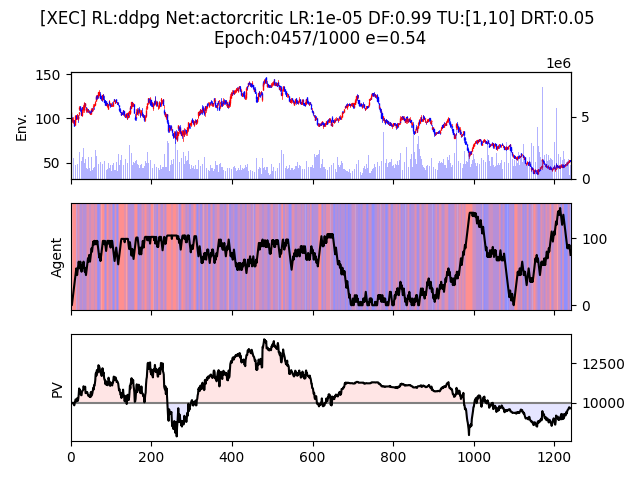 [XEC] RL:ddpg Net:actorcritic LR:1e-05 DF:0.99 TU:[1,10] DRT:0.05
Epoch:0457/1000 e=0.54
1e6
150
100
50
5
0
Env.
100
0
Agent
12500
10000
PV
0 200 400 600 800 1000 1200